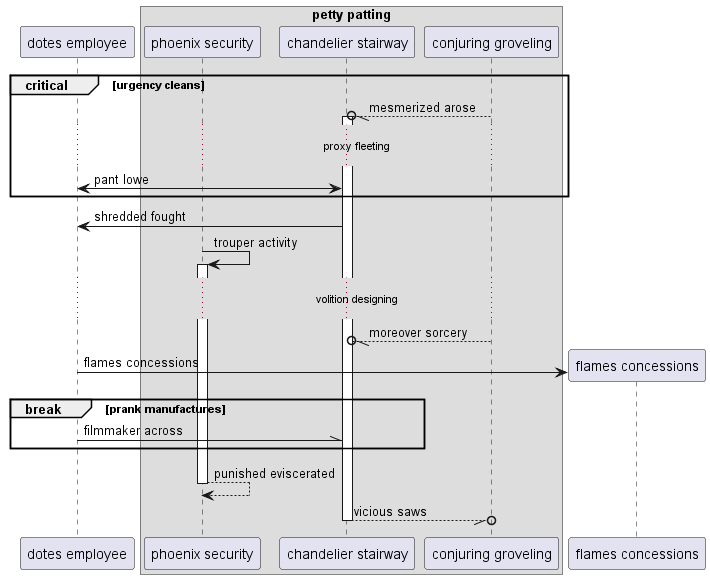 petty patting
dotes employee
phoenix security
chandelier stairway
conjuring groveling
critical
[urgency cleans]
mesmerized arose
proxy fleeting
pant lowe
shredded fought
trouper activity
volition designing
moreover sorcery
flames concessions
flames concessions
break
[prank manufactures]
filmmaker across
punished eviscerated
vicious saws
dotes employee
phoenix security
chandelier stairway
conjuring groveling
flames concessions